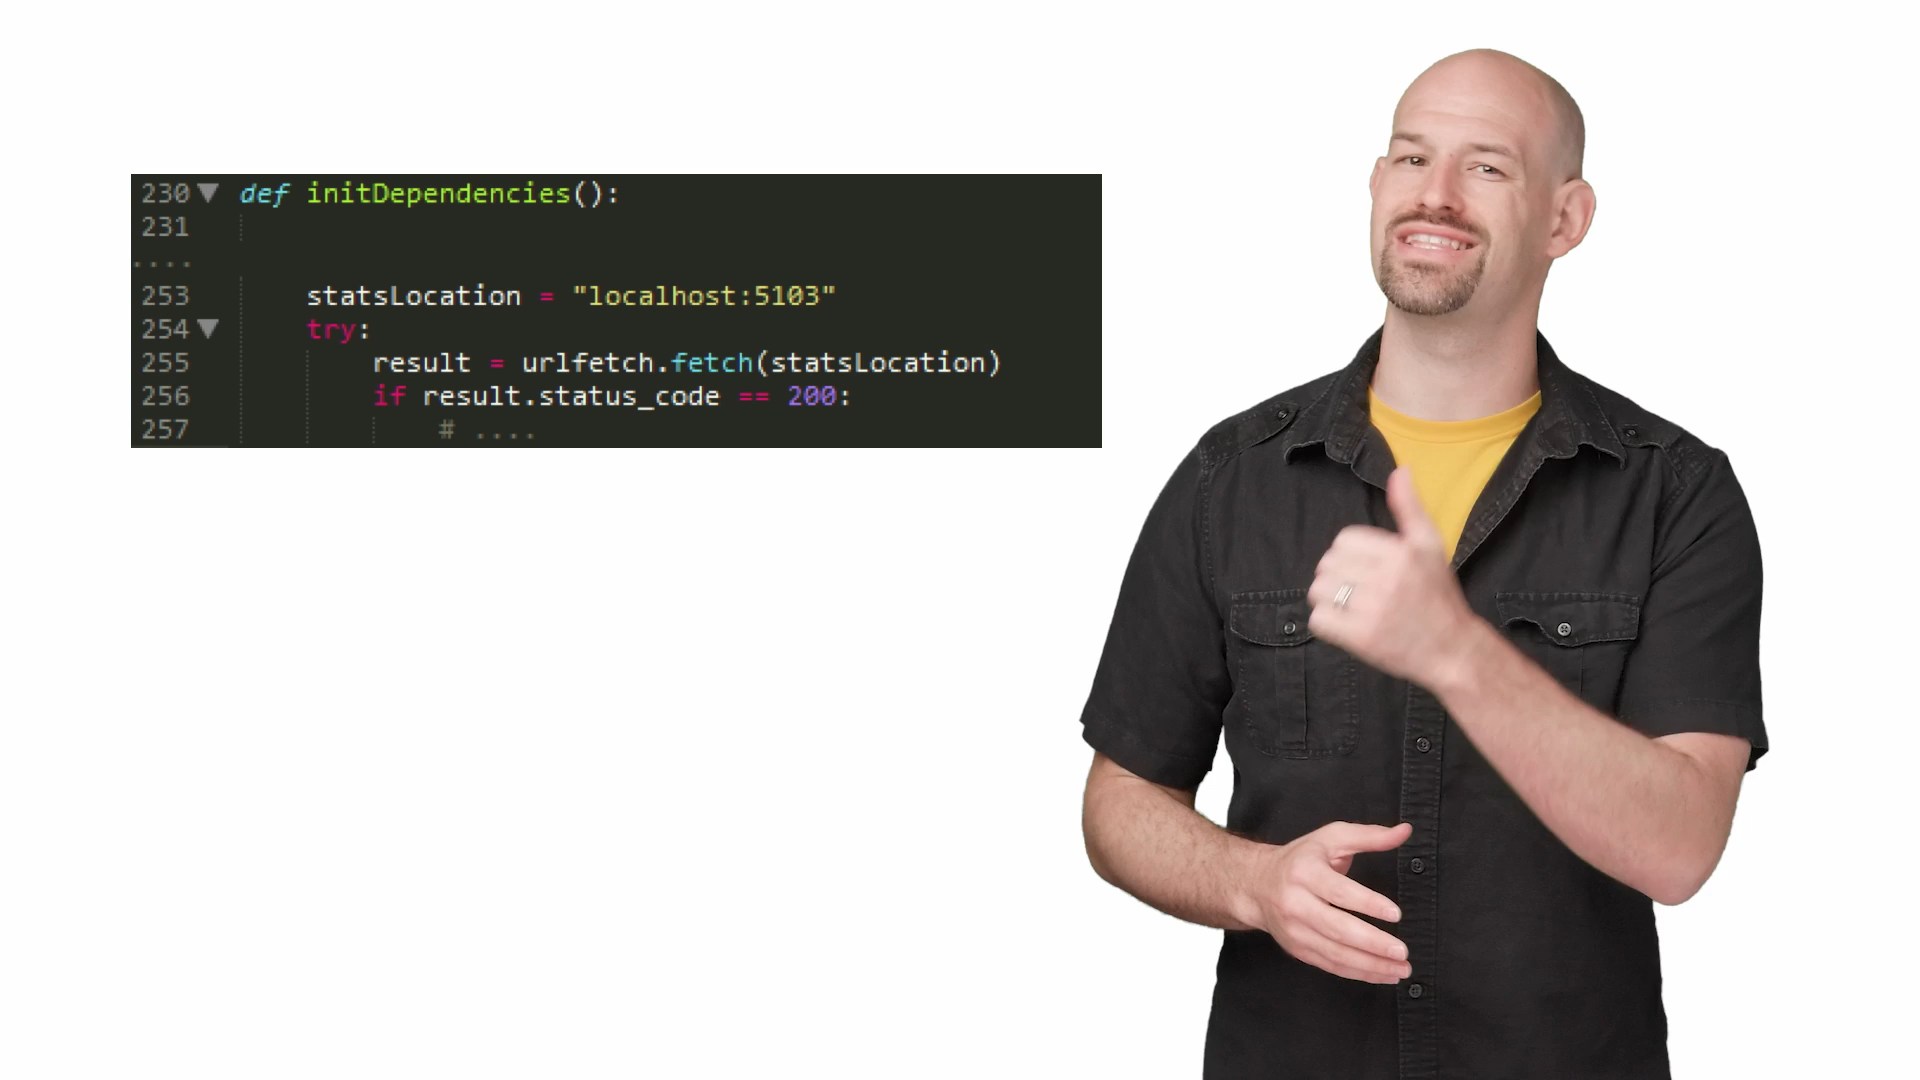 230 def initDependencies():
231
....
253 statsLocation = "localhost:5103"
254 try:
255 result = urlfetch.fetch(statsLocation)
256 if result.status_code == 200:
257 # ....